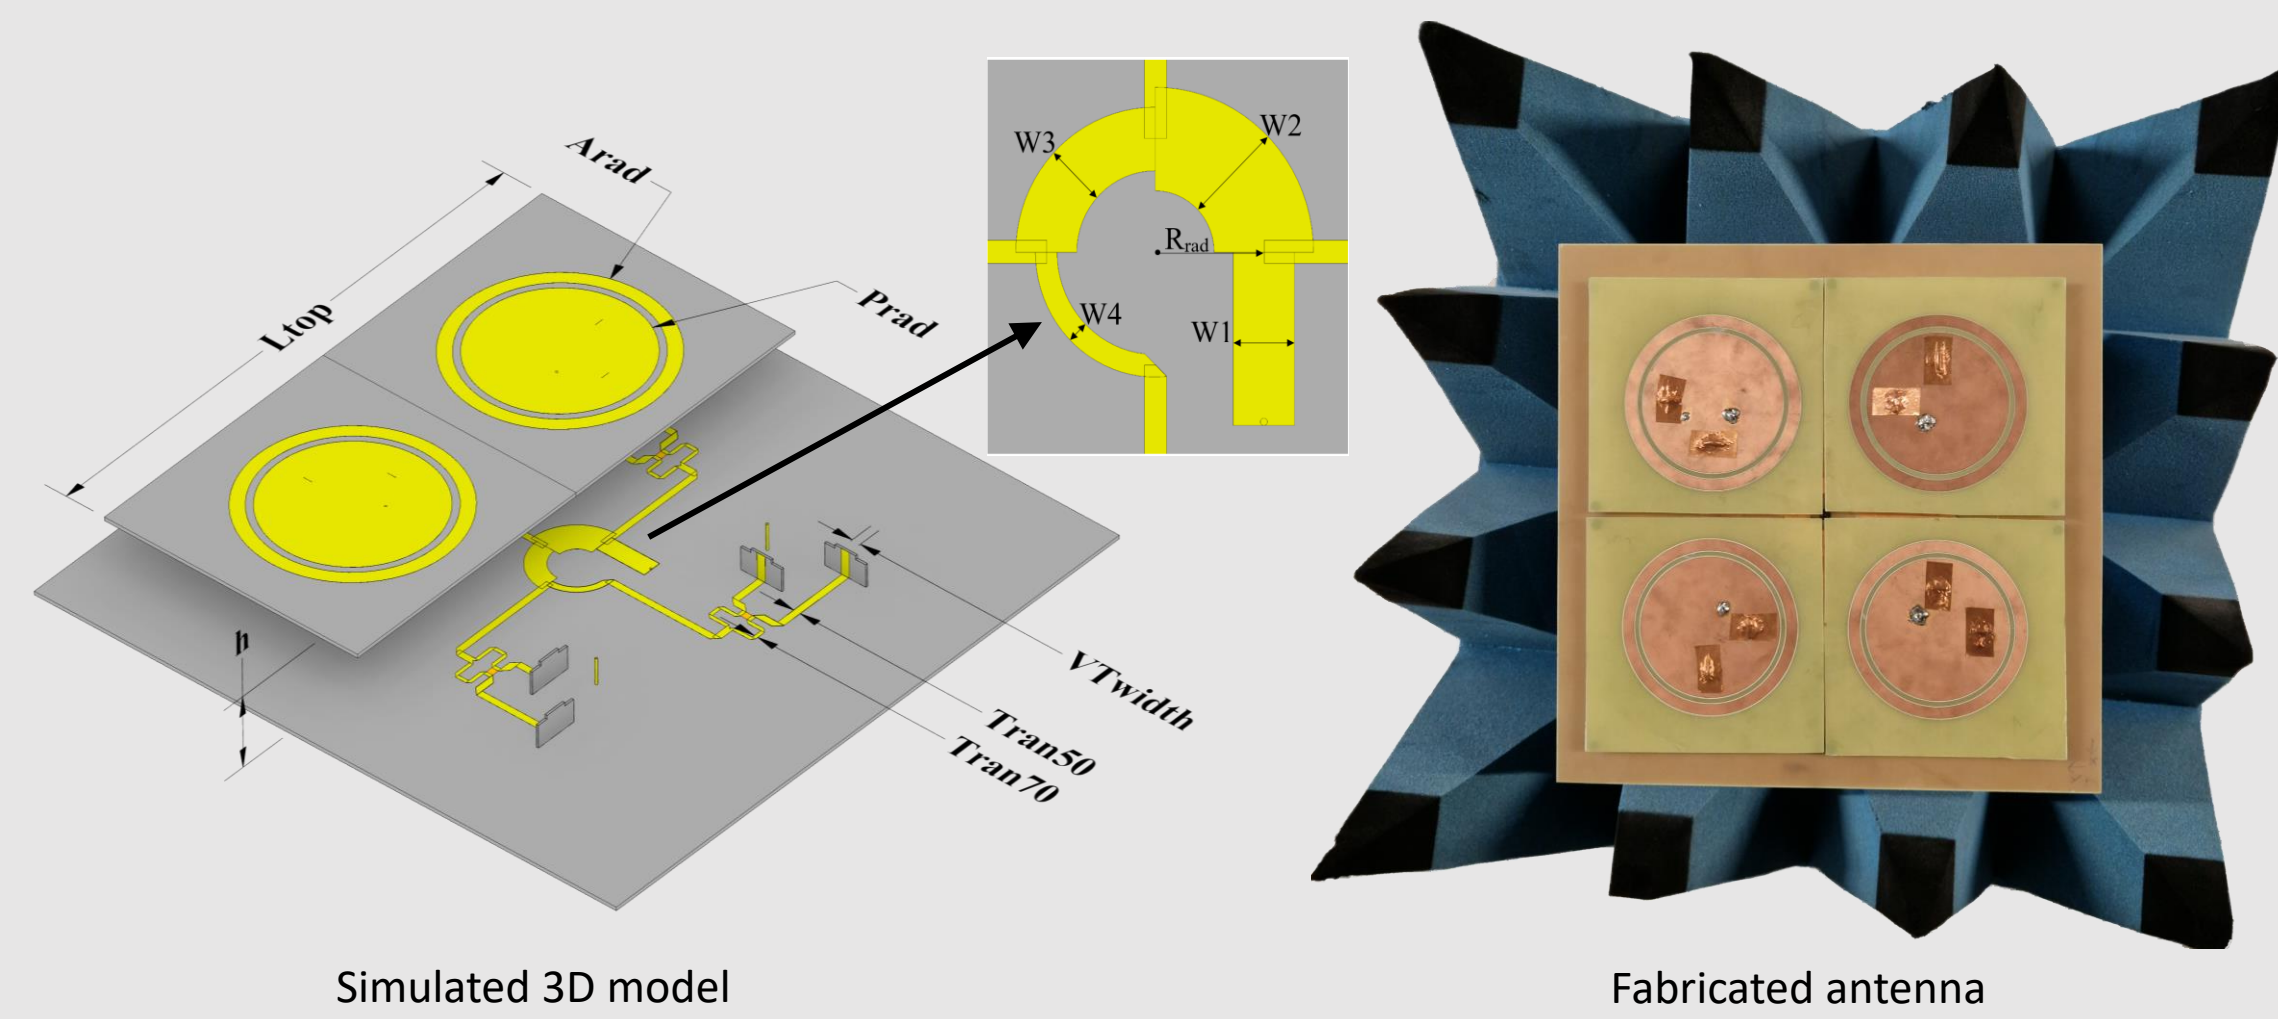 Arad
Prad
Ltop
h
VTwidth
Tran50
Tran70
W3
W2
Rrad
W4
W1
Simulated 3D model
Fabricated antenna